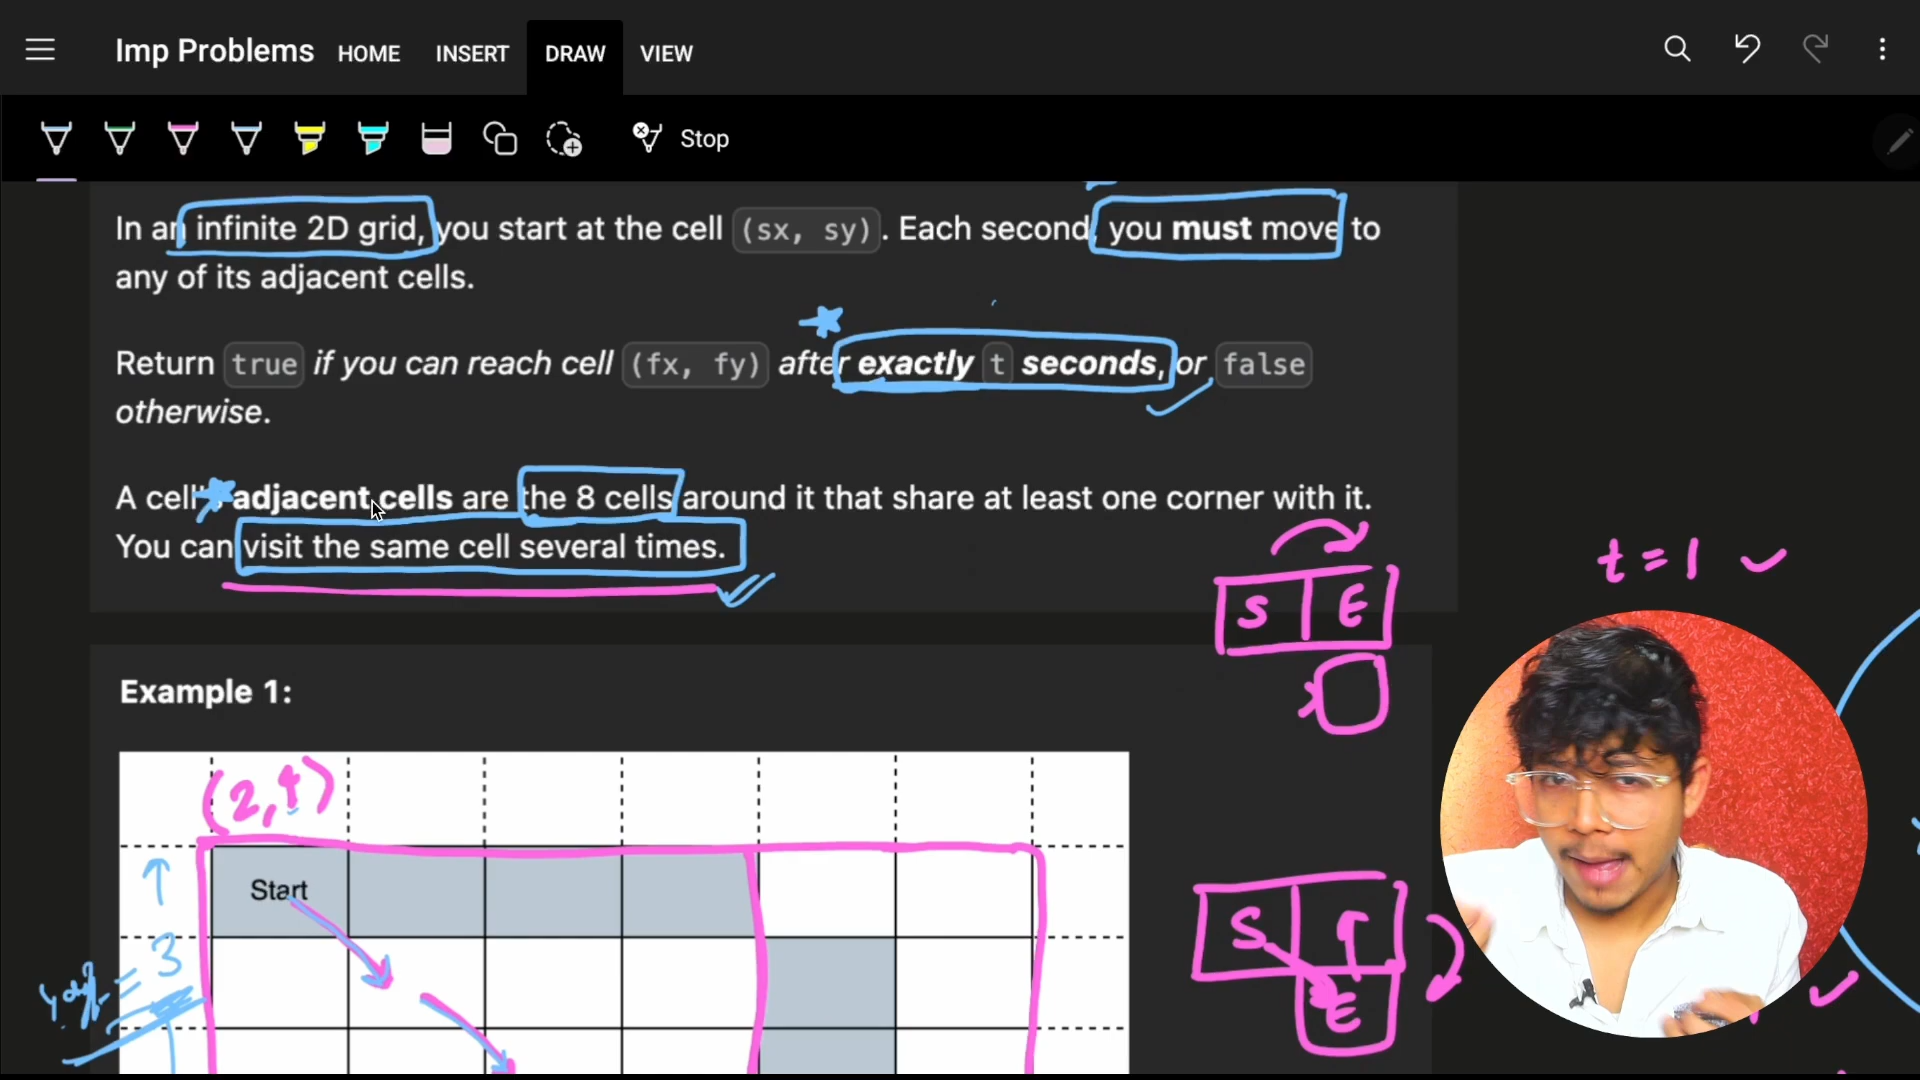 Imp Problems HOME INSERT DRAW VIEW
Stop
In an infinite 2D grid, you start at the cell (sx, sy). Each second, you must move to
any of its adjacent cells.
Return true if you can reach cell (fx, fy) after exactly t seconds, or false
otherwise.
A cell's adjacent cells are the 8 cells around it that share at least one corner with it.
You can visit the same cell several times.
t = 1
S E
Example 1:
(2,4)
Start
S
E
= 3